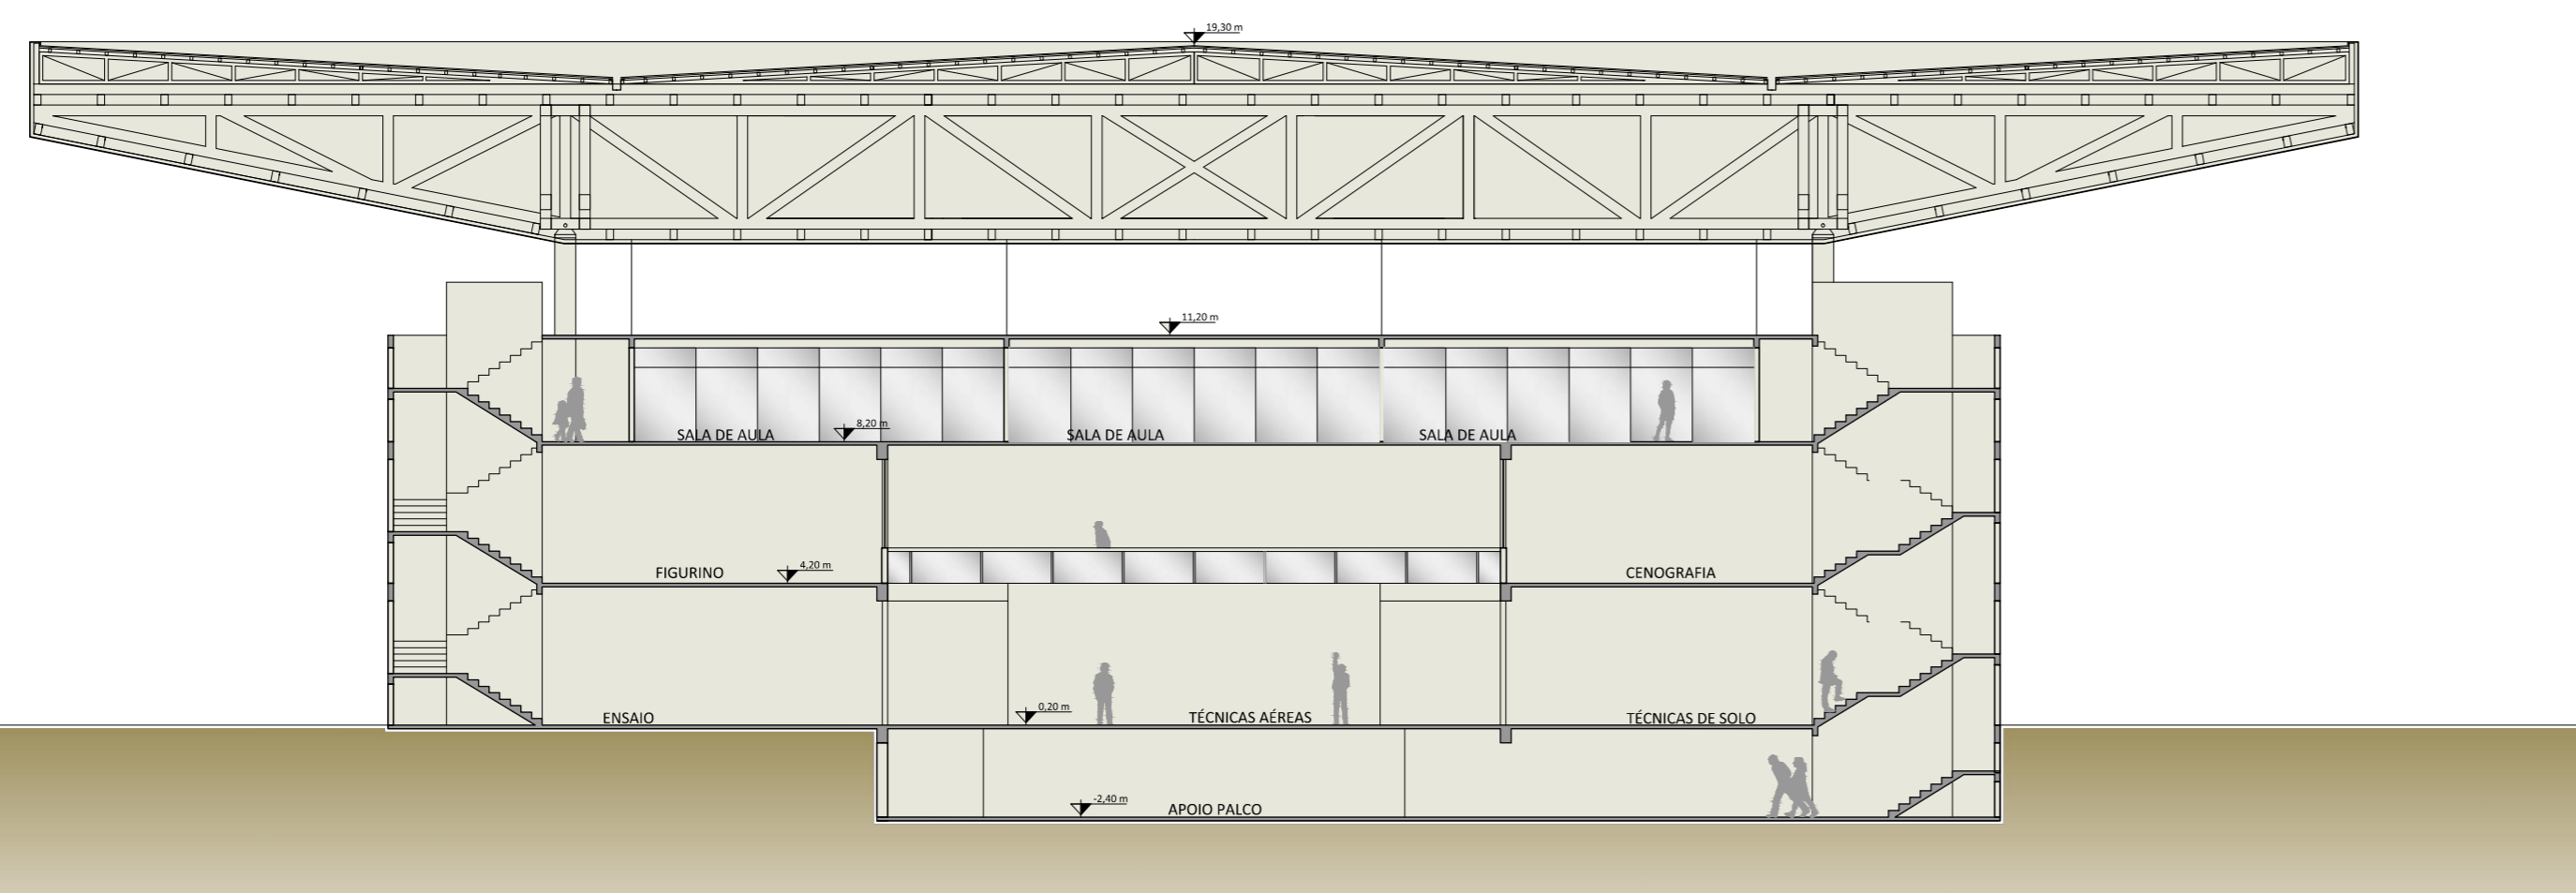 19,30 m
11,20 m
SALA DE AULA
8,20 m
SALA DE AULA
SALA DE AULA
FIGURINO
4,20 m
CENOGRAFIA
ENSAIO
0,20 m
TÉCNICAS AÉREAS
TÉCNICAS DE SOLO
-2,40 m
APOIO PALCO